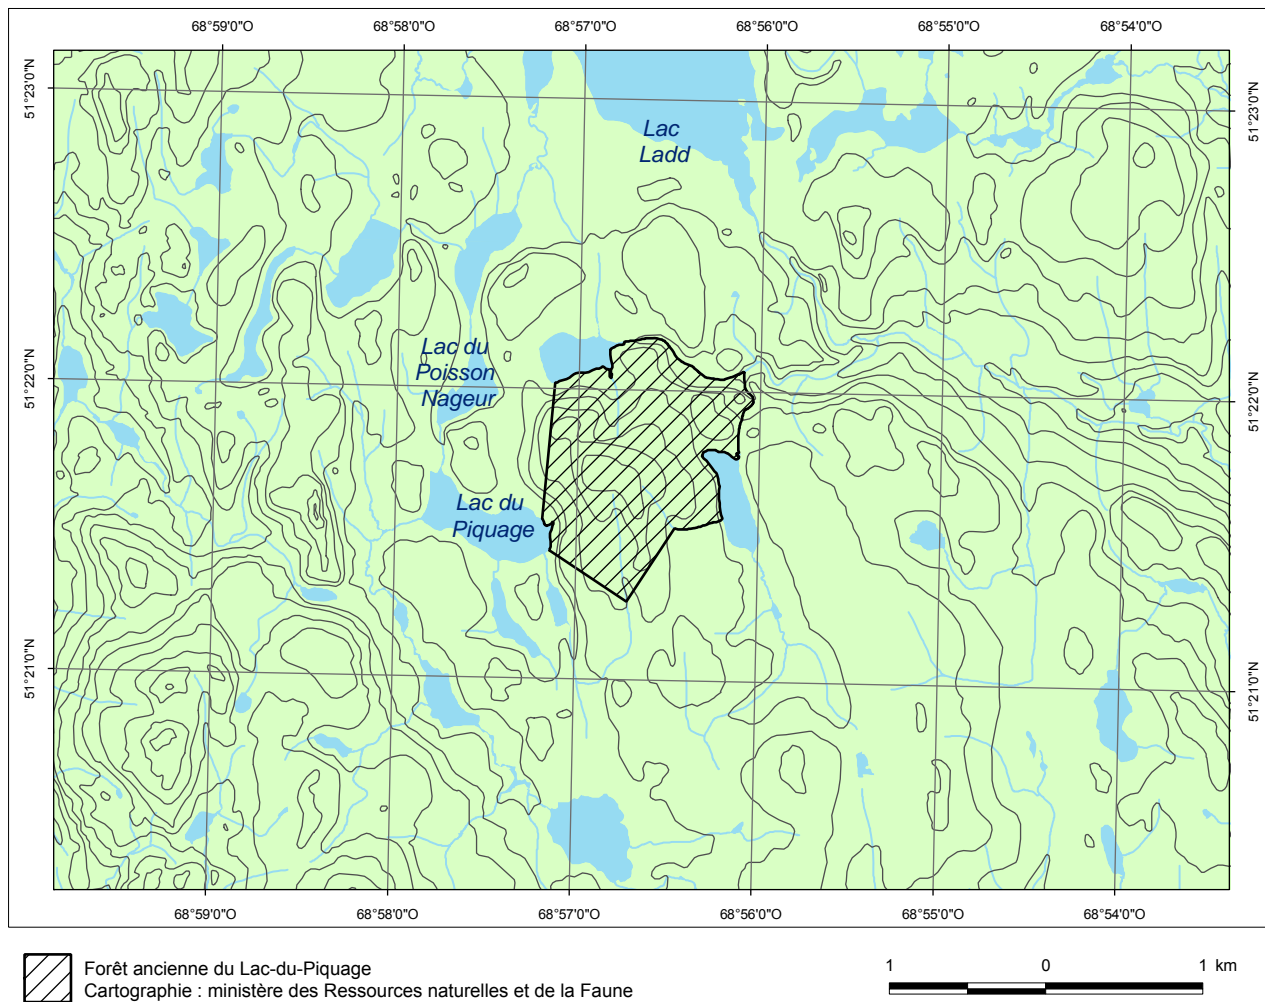 68°59'0"O 68°58'0"O 68°57'0"O 68°56'0"O 68°55'0"O 68°54'0"O
51°23'0"N
51°23'0"N
Lac
Ladd
Lac du
Poisson
Nageur
51°22'0"N
51°22'0"N
Lac du
Piquage
51°21'0"N
51°21'0"N
68°59'0"O 68°58'0"O 68°57'0"O 68°56'0"O 68°55'0"O 68°54'0"O
Forêt ancienne du Lac-du-Piquage
Cartographie : ministère des Ressources naturelles et de la Faune
1 0 1 km